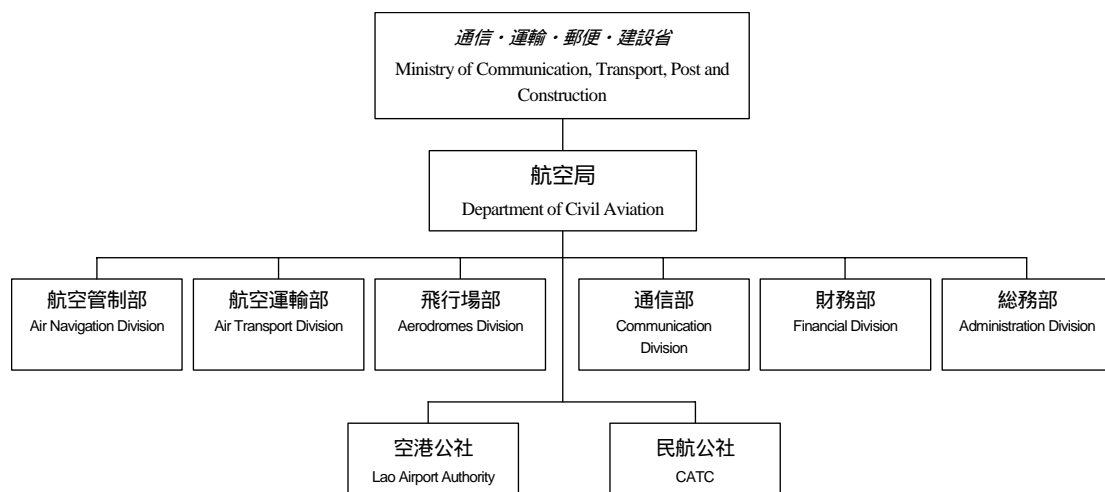 通信・運輸・郵便・建設省
Ministry of Communication, Transport, Post and
Construction
航空局
Department of Civil Aviation
航空管制部
Air Navigation Division
航空運輸部
Air Transport Division
飛行場部
Aerodromes Division
通信部
Communication
Division
財務部
Financial Division
総務部
Administration Division
空港公社
Lao Airport Authority
民航公社
CATC